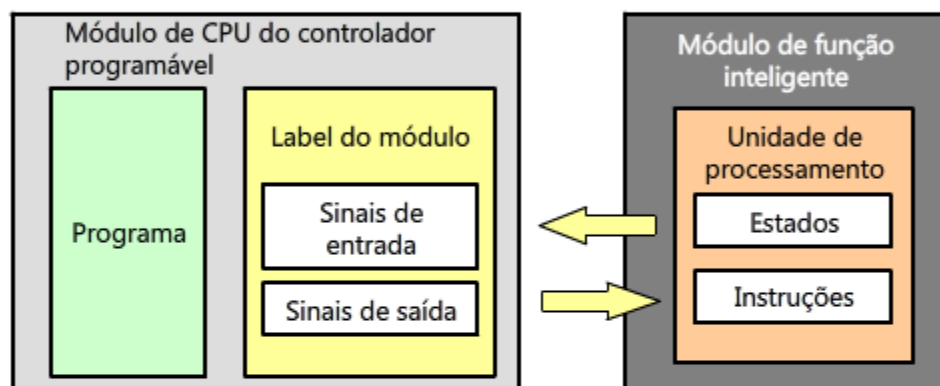 Módulo de CPU do controlador
programável
Programa
Label do módulo
Sinais de
entrada
Sinais de saída
Módulo de função
inteligente
Unidade de
processamento
Estados
Instruções